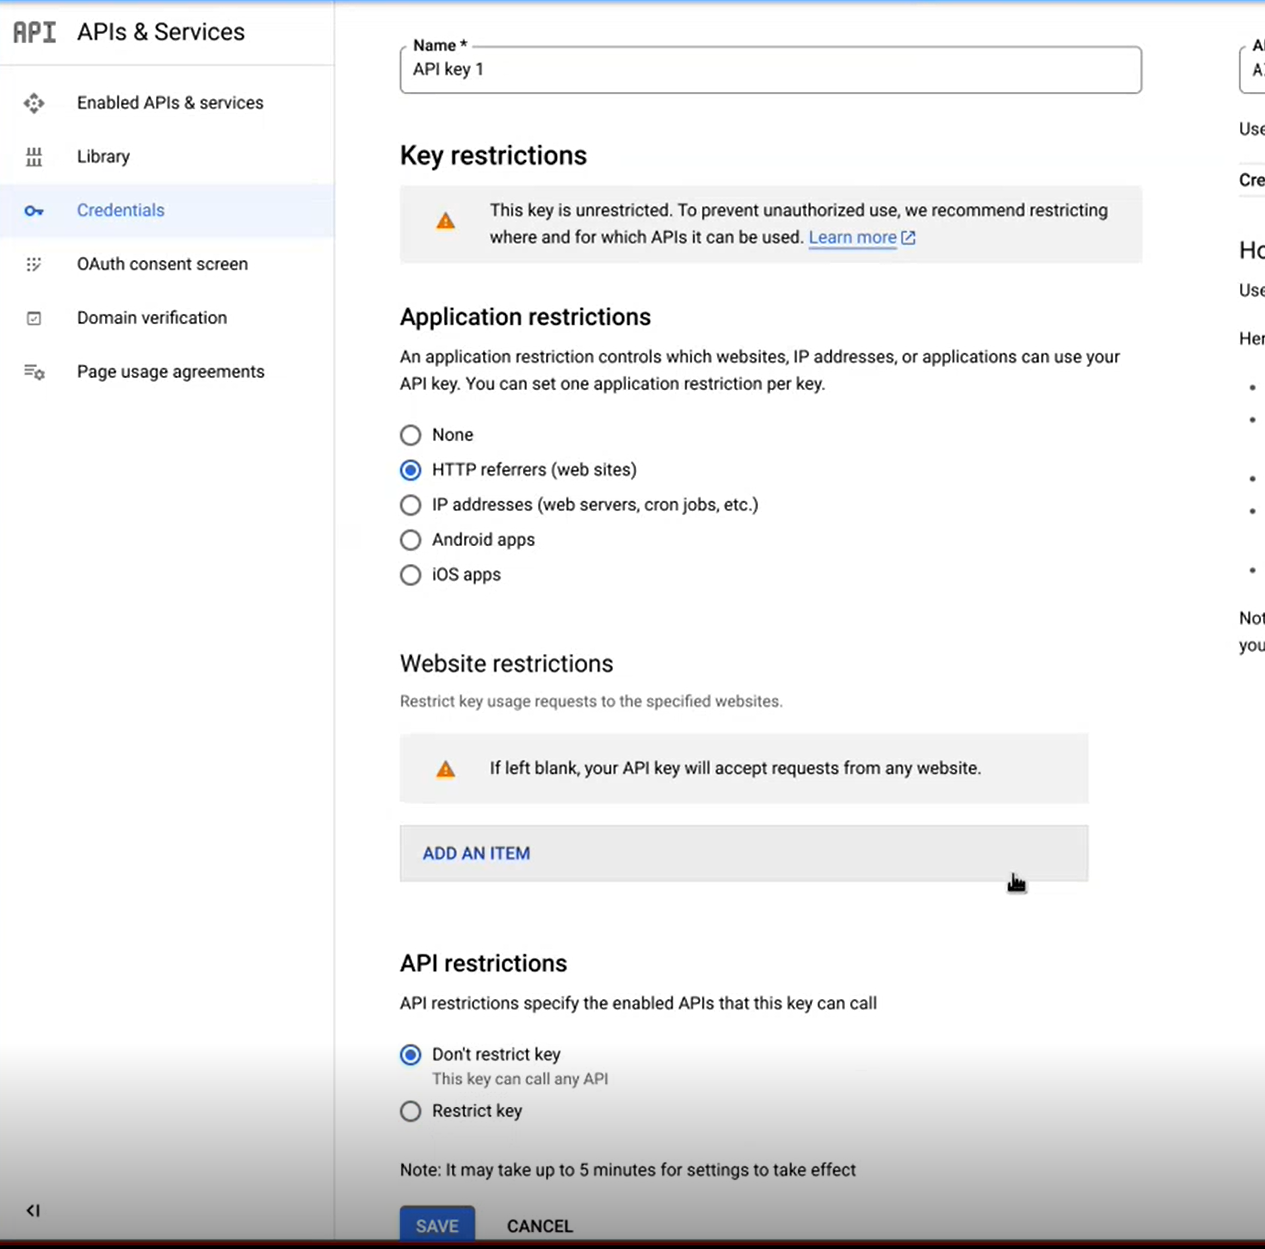 API APIs & Services
Enabled APIs & services
Library
Credentials
OAuth consent screen
Domain verification
Page usage agreements
Name *
API key 1
Key restrictions
This key is unrestricted. To prevent unauthorized use, we recommend restricting
where and for which APIs it can be used. Learn more
Application restrictions
An application restriction controls which websites, IP addresses, or applications can use your
API key. You can set one application restriction per key.
None
HTTP referrers (web sites)
IP addresses (web servers, cron jobs, etc.)
Android apps
iOS apps
Website restrictions
Restrict key usage requests to the specified websites.
If left blank, your API key will accept requests from any website.
ADD AN ITEM
API restrictions
API restrictions specify the enabled APIs that this key can call
Don't restrict key
This key can call any API
Restrict key
Note: It may take up to 5 minutes for settings to take effect
SAVE CANCEL
Use
Cre
Use
Her
Not
you